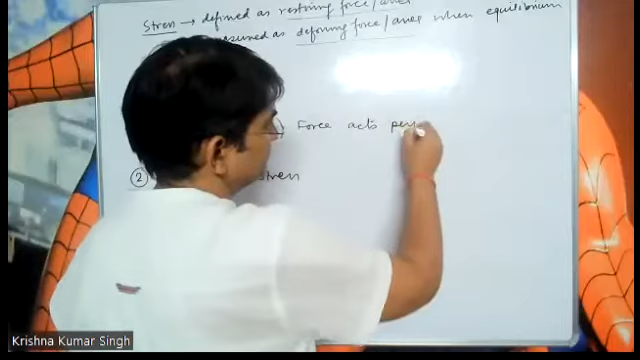 Stress → defined as restoring force/area
measured as deforming force/area when equilibrium
Force acts per
② stress
Krishna Kumar Singh